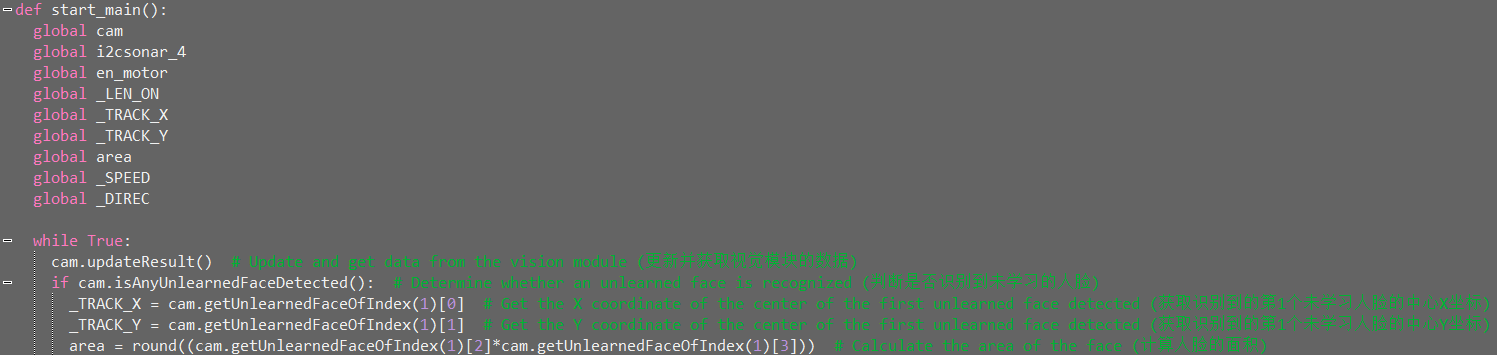 def start_main():
global cam
global i2csonar_4
global en_motor
global _LEN_ON
global _TRACK_X
global _TRACK_Y
global area
global _SPEED
global _DIREC
while True:
cam.updateResult()  # Update and get data from the vision module (更新并获取视觉模块的数据)
if cam.isAnyUnlearnedFaceDetected():  # Determine whether an unlearned face is recognized (判断是否识别到未学习的人脸)
_TRACK_X = cam.getUnlearnedFaceOfIndex(1)[0]  # Get the X coordinate of the center of the first unlearned face detected (获取识别到的第1个未学习人脸的中心X坐标)
_TRACK_Y = cam.getUnlearnedFaceOfIndex(1)[1]  # Get the Y coordinate of the center of the first unlearned face detected (获取识别到的第1个未学习人脸的中心Y坐标)
area = round((cam.getUnlearnedFaceOfIndex(1)[2]*cam.getUnlearnedFaceOfIndex(1)[3]))  # Calculate the area of the face (计算人脸的面积)